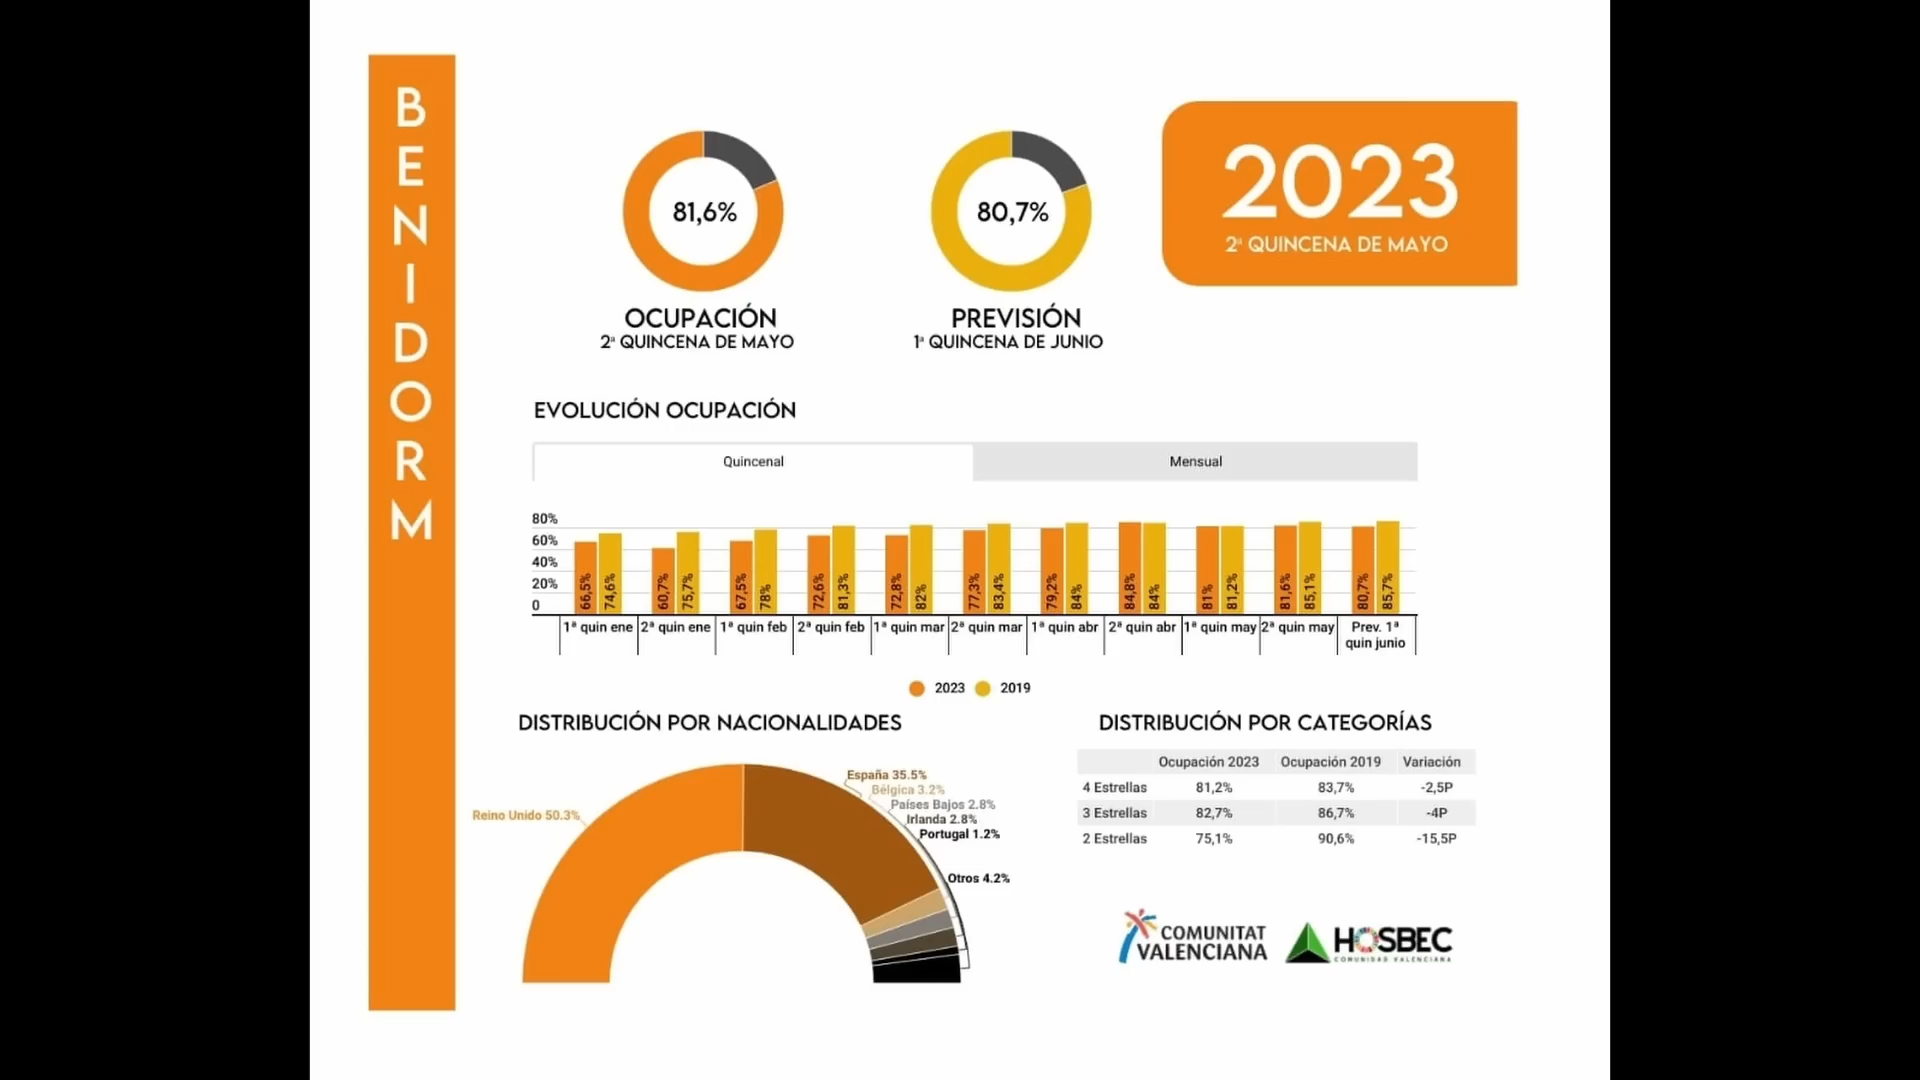 BENIDORM
81,6%
OCUPACIÓN
2ª QUINCENA DE MAYO
80,7%
PREVISIÓN
1ª QUINCENA DE JUNIO
2023
2ª QUINCENA DE MAYO
EVOLUCIÓN OCUPACIÓN
Quincenal
Mensual
80%
60%
40%
20%
0
66,5% 74,6% 60,7% 75,7% 67,5% 78% 72,6% 81,3% 72,8% 82% 77,3% 83,4% 79,2% 84% 84,8% 84% 81% 81,2% 81,6% 85,1% 80,7% 85,7%
1ª quin ene 2ª quin ene 1ª quin feb 2ª quin feb 1ª quin mar 2ª quin mar 1ª quin abr 2ª quin abr 1ª quin may 2ª quin may Prev. 1ª
quin junio
2023 2019
DISTRIBUCIÓN POR NACIONALIDADES
Reino Unido 50.3%
España 35.5%
Bélgica 3.2%
Países Bajos 2.8%
Irlanda 2.8%
Portugal 1.2%
Otros 4.2%
DISTRIBUCIÓN POR CATEGORÍAS
Ocupación 2023 Ocupación 2019 Variación
4 Estrellas 81,2% 83,7% -2,5P
3 Estrellas 82,7% 86,7% -4P
2 Estrellas 75,1% 90,6% -15,5P
COMUNITAT
VALENCIANA
HOSBEC
COMUNIDAD VALENCIANA